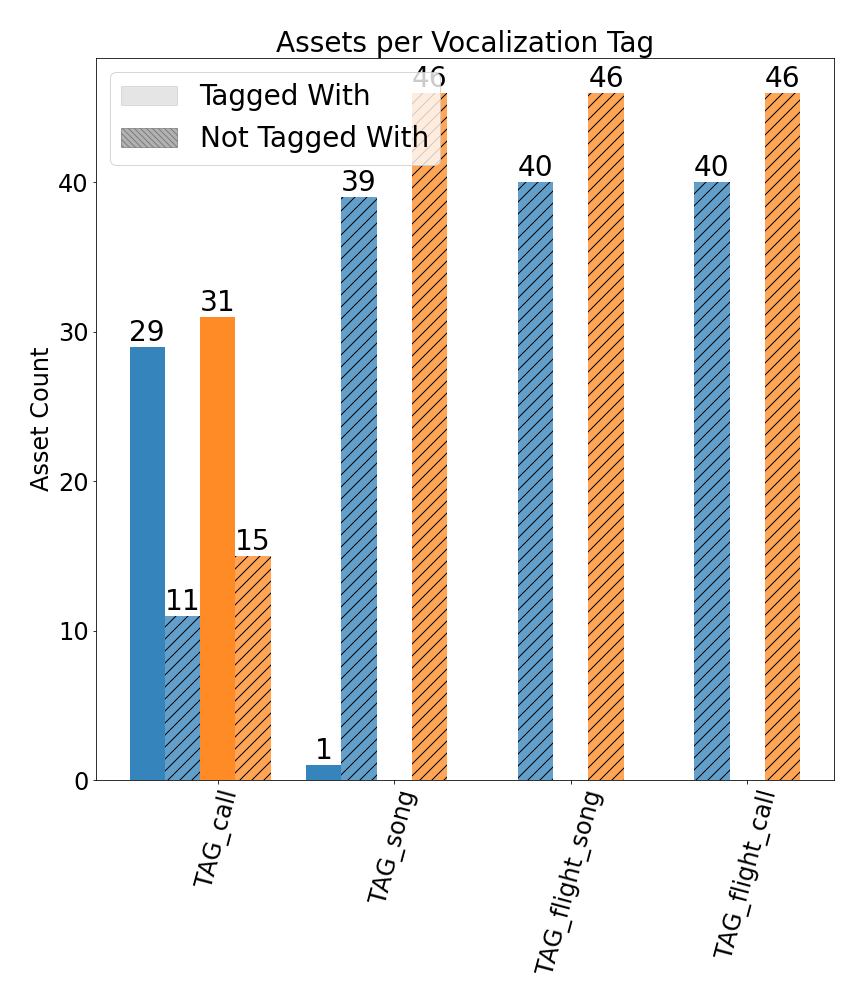 Assets per Vocalization Tag
Tagged With
Not Tagged With
46
46
46
39
40
40
29
31
11
15
1
Asset Count
40
30
20
10
0
TAG_call
TAG_song
TAG_flight_song
TAG_flight_call